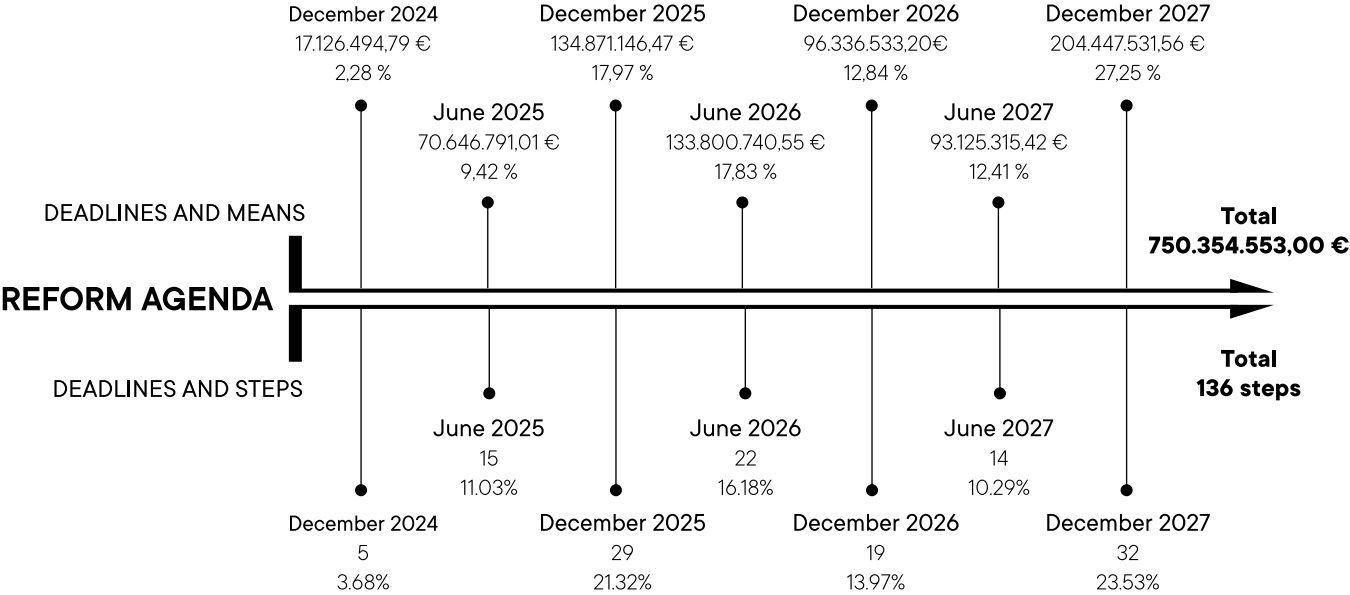 December 2024
17.126.494,79 €
2,28 %
December 2025
134.871.146,47 €
17,97 %
December 2026
96.336.533,20€
12,84 %
December 2027
204.447.531,56 €
27,25 %
June 2025
70.646.791,01 €
9,42 %
June 2026
133.800.740,55 €
17,83 %
June 2027
93.125.315,42 €
12,41 %
DEADLINES AND MEANS
Total
750.354.553,00 €
REFORM AGENDA
DEADLINES AND STEPS
Total
136 steps
June 2025
15
11.03%
June 2026
22
16.18%
June 2027
14
10.29%
December 2024
5
3.68%
December 2025
29
21.32%
December 2026
19
13.97%
December 2027
32
23.53%